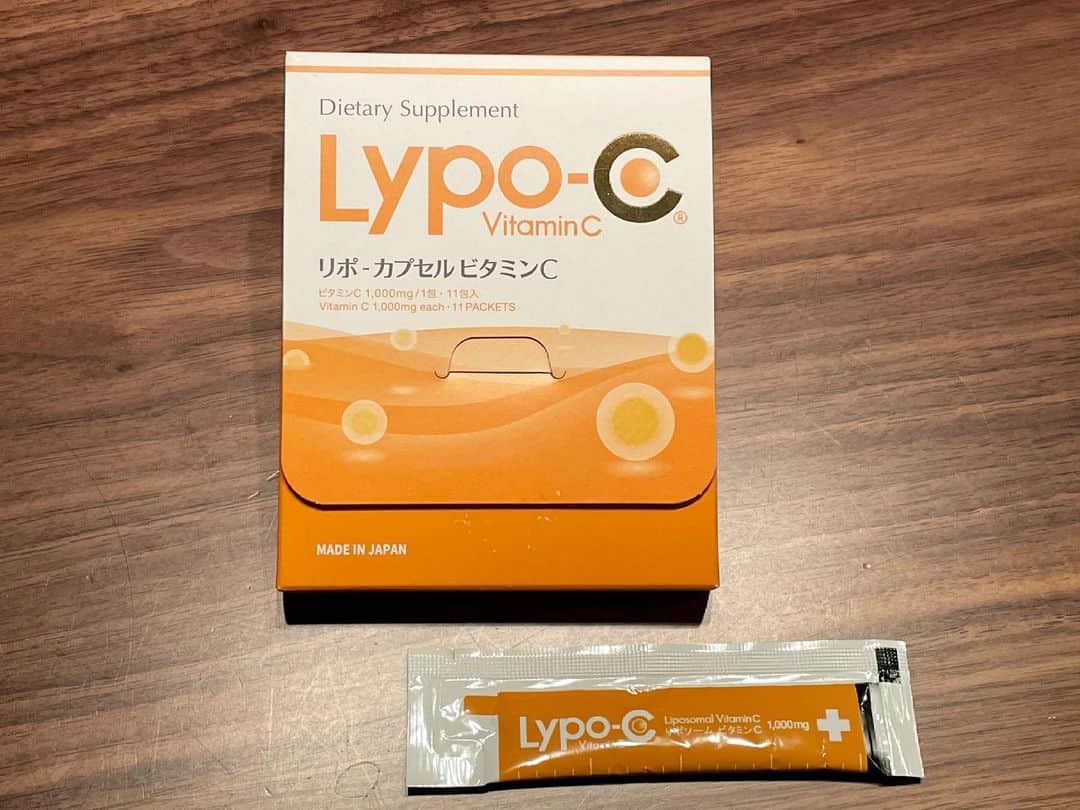 Dietary Supplement
Lypo-C
Vitamin C
®
リポ-カプセル ビタミンC
ビタミンC 1,000mg/1包・11包入
Vitamin C 1,000mg each・11 PACKETS
MADE IN JAPAN
Lypo-C
Liposomal Vitamin C
リポソーム ビタミンC
1,000mg